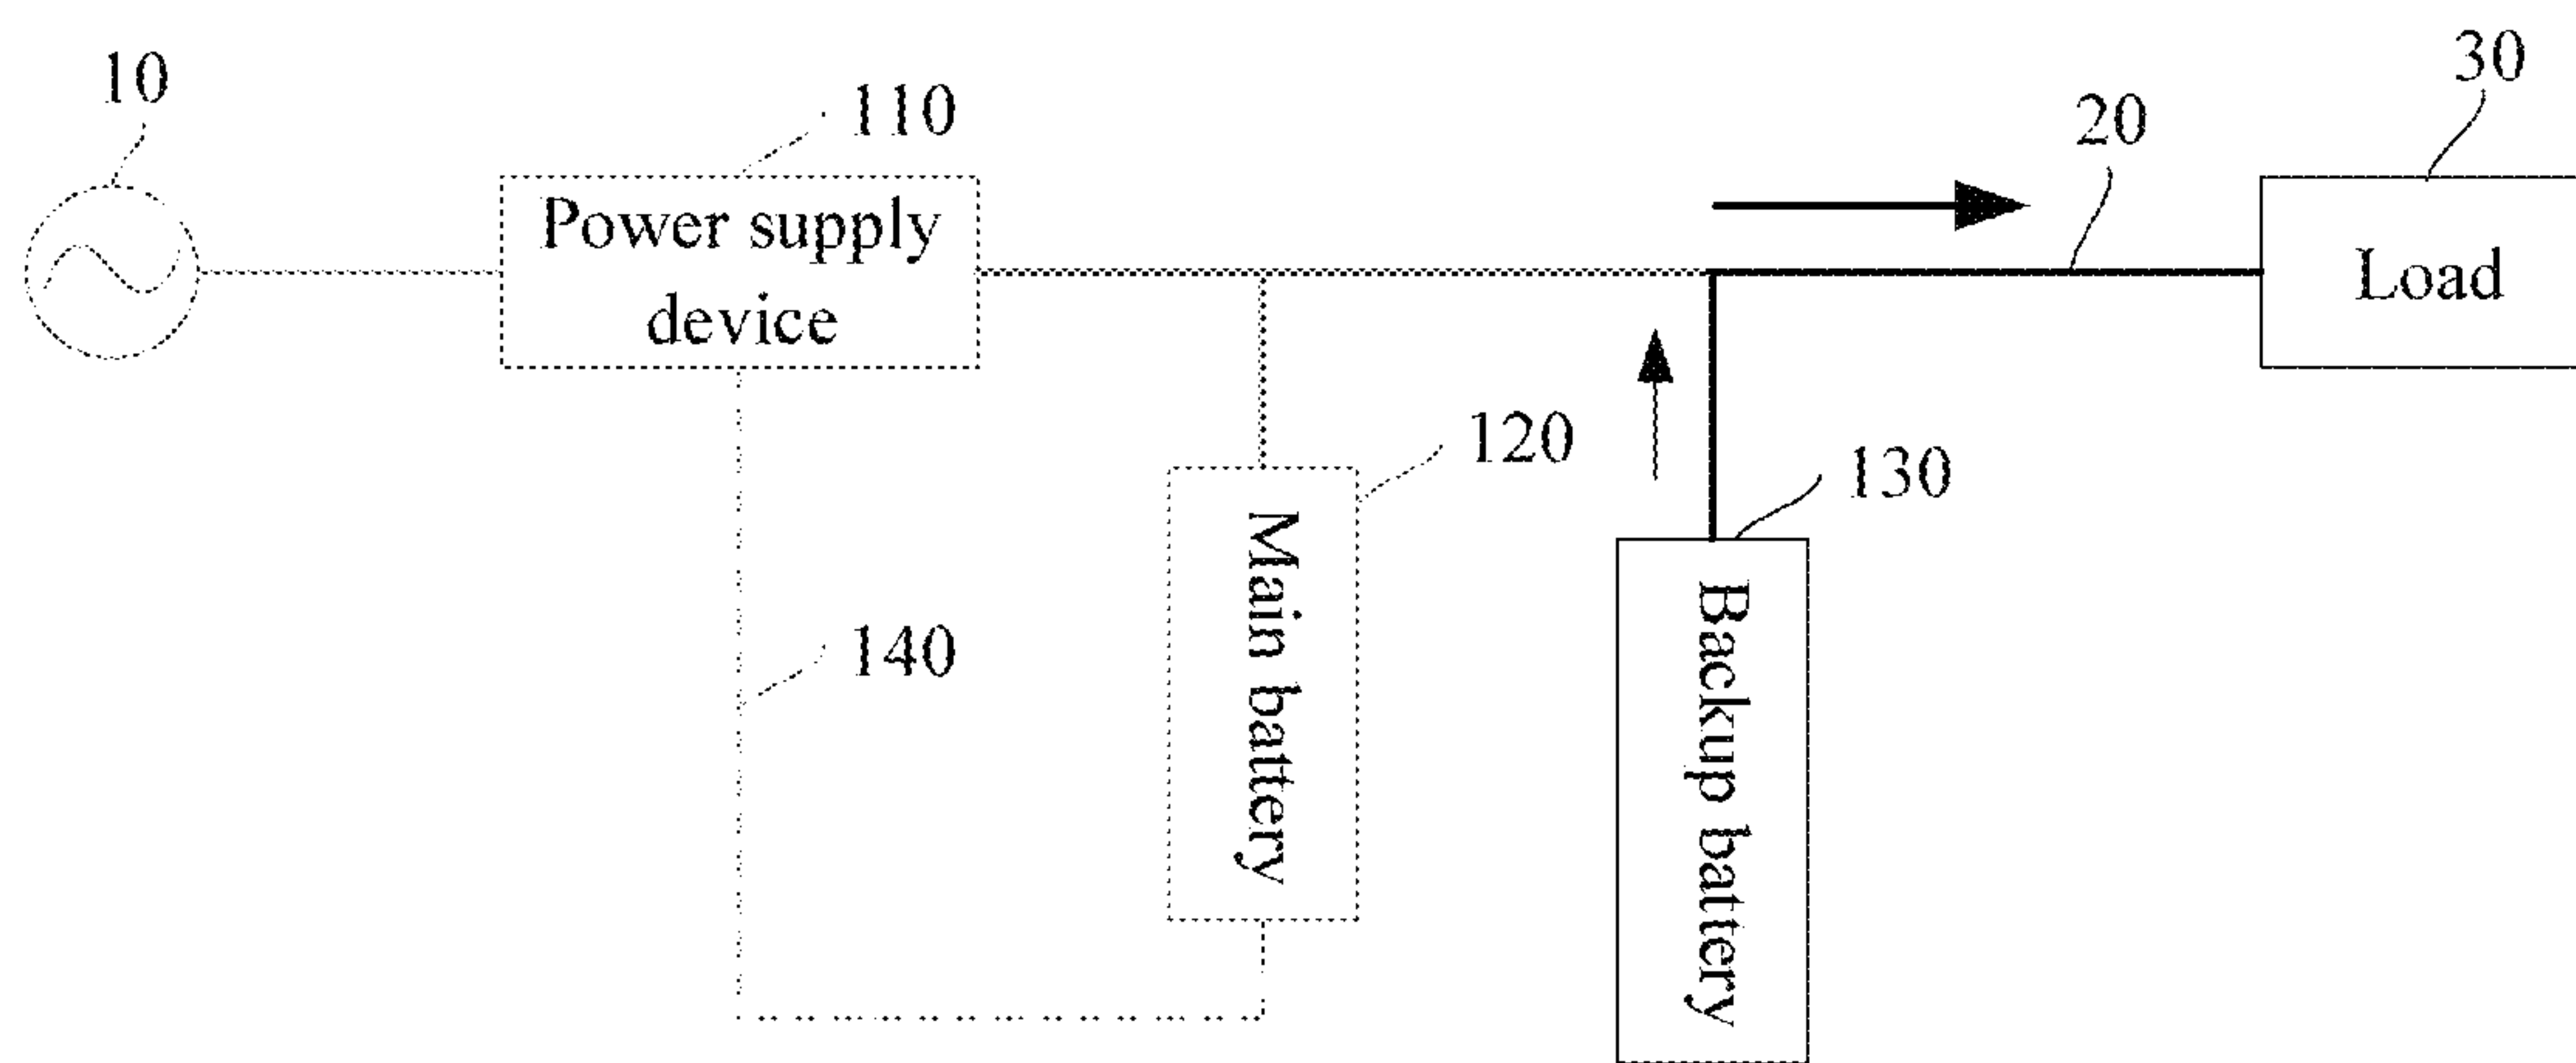 10
110
20
30
Power supply
device
Load
120
130
Main battery
Backup battery
140